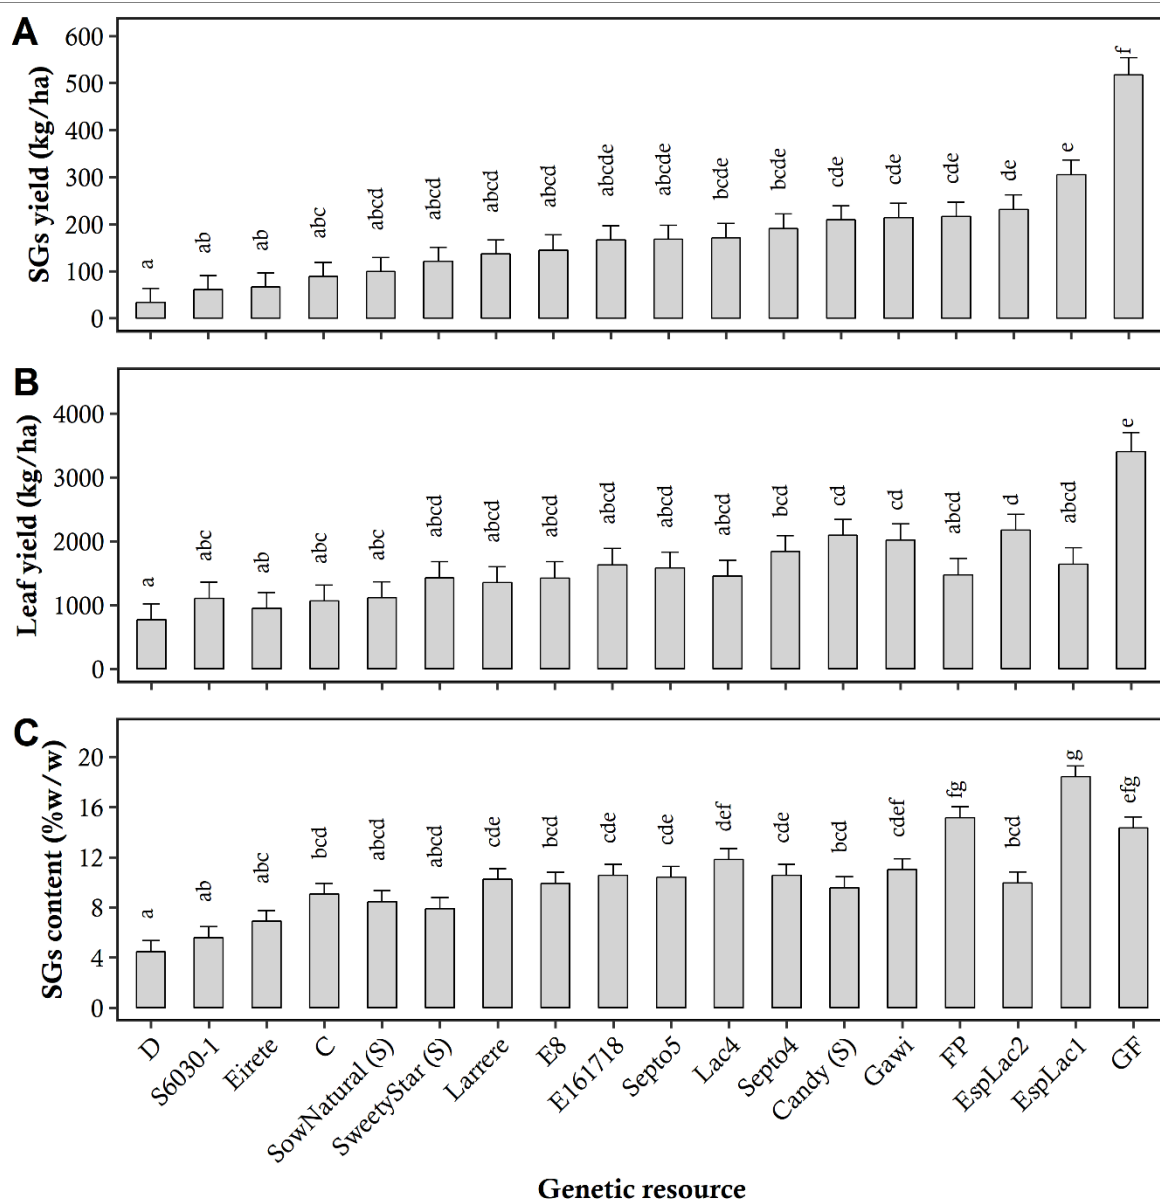 A
SGs yield (kg/ha)
600
500
400
300
200
100
0
a
ab
ab
abc
abcd
abcd
abcd
abcd
abcde
abcde
bcde
bcde
cde
cde
cde
de
e
f
B
Leaf yield (kg/ha)
4000
3000
2000
1000
0
a
abc
ab
abc
abc
abcd
abcd
abcd
abcd
abcd
abcd
bcd
cd
cd
abcd
d
abcd
e
C
SGs content (%w/w)
20
16
12
8
4
0
a
ab
abc
bcd
abcd
abcd
cde
bcd
cde
cde
def
cde
bcd
cdef
fg
bcd
g
efg
D
S6030-1
Eirete
C
SowNatural (S)
SweetyStar (S)
Larrere
E8
E161718
Septo5
Lac4
Septo4
Candy (S)
Gawi
FP
EspLac2
EspLac1
GF
Genetic resource